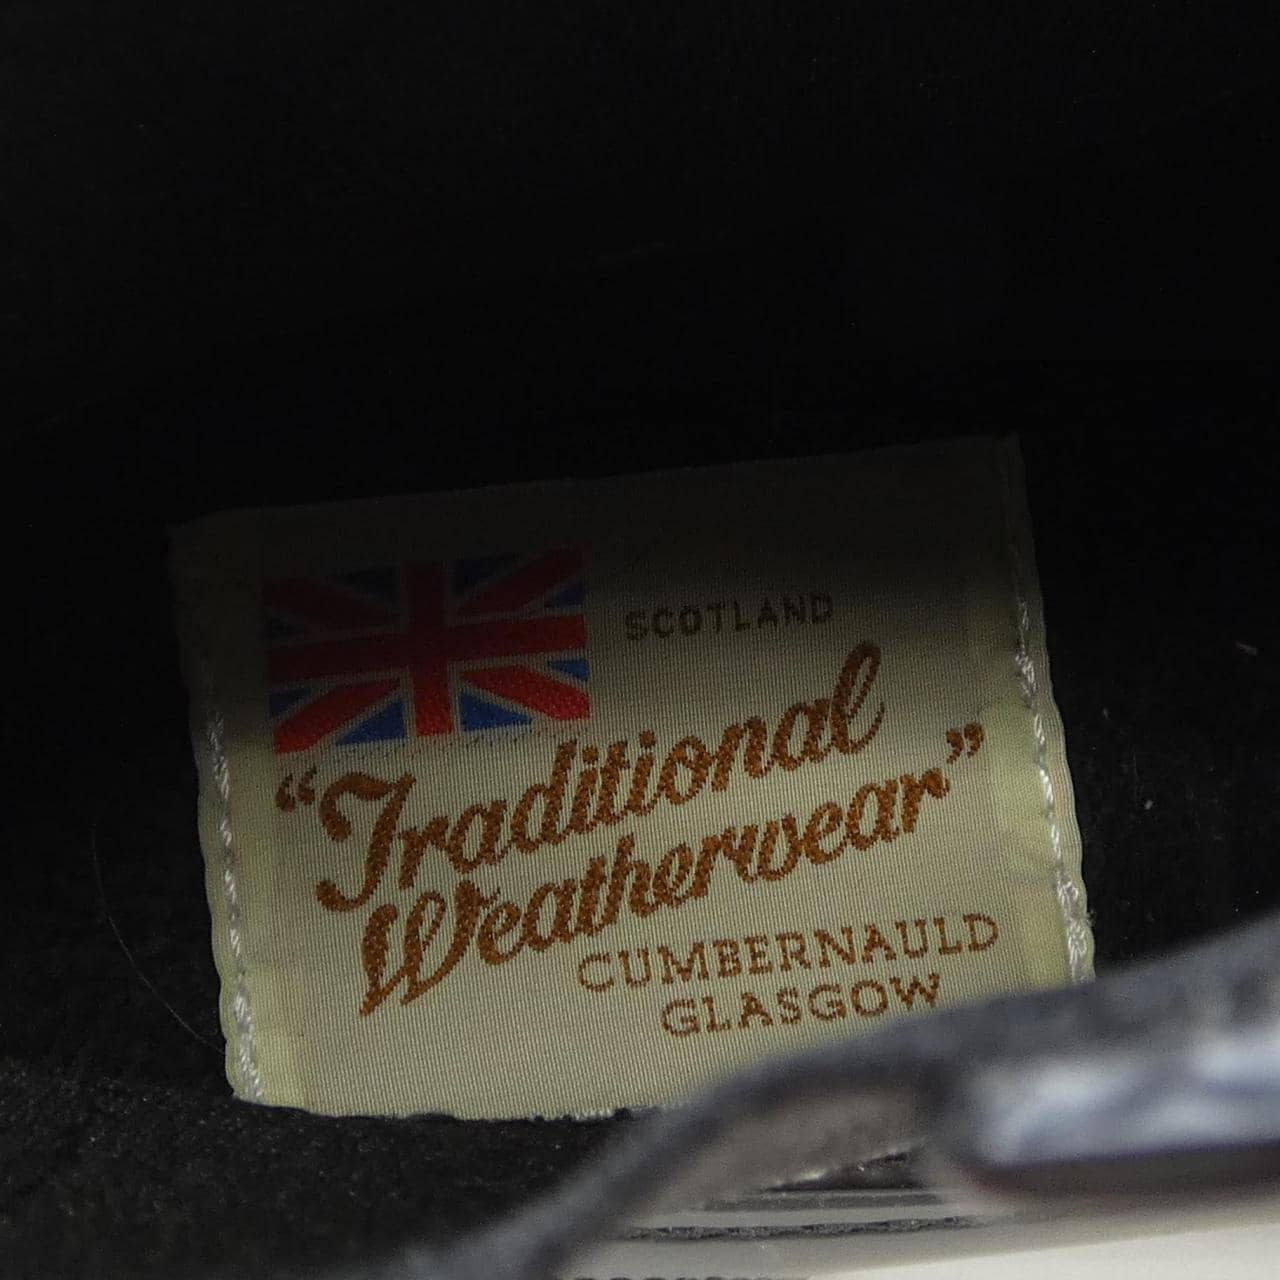 SCOTLAND
"Traditional
Weatherwear"
CUMBERNAULD
GLASGOW